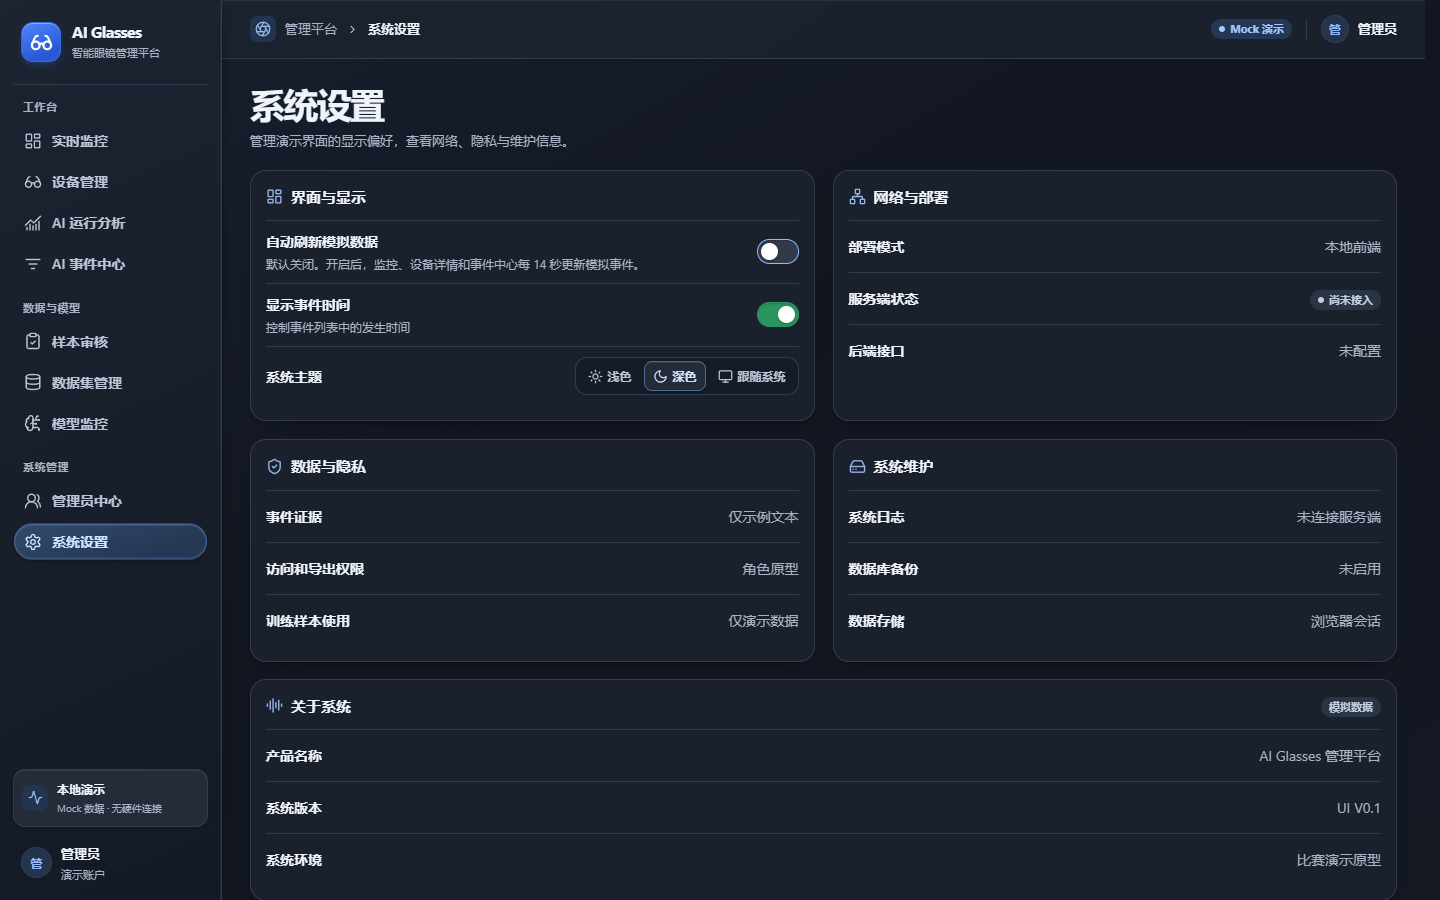 AI Glasses
智能眼镜管理平台
工作台
实时监控
设备管理
AI 运行分析
AI 事件中心
数据与模型
样本审核
数据集管理
模型监控
系统管理
管理员中心
系统设置
本地演示
Mock 数据 · 无硬件连接
管
管理员
演示账户
管理平台 › 系统设置
Mock 演示
管 管理员
系统设置
管理演示界面的显示偏好，查看网络、隐私与维护信息。
界面与显示
自动刷新模拟数据
默认关闭。开启后，监控、设备详情和事件中心每 14 秒更新模拟事件。
显示事件时间
控制事件列表中的发生时间
系统主题 浅色 深色 跟随系统
网络与部署
部署模式 本地前端
服务端状态 尚未接入
后端接口 未配置
数据与隐私
事件证据 仅示例文本
访问和导出权限 角色原型
训练样本使用 仅演示数据
系统维护
系统日志 未连接服务端
数据库备份 未启用
数据存储 浏览器会话
关于系统 模拟数据
产品名称 AI Glasses 管理平台
系统版本 UI V0.1
系统环境 比赛演示原型